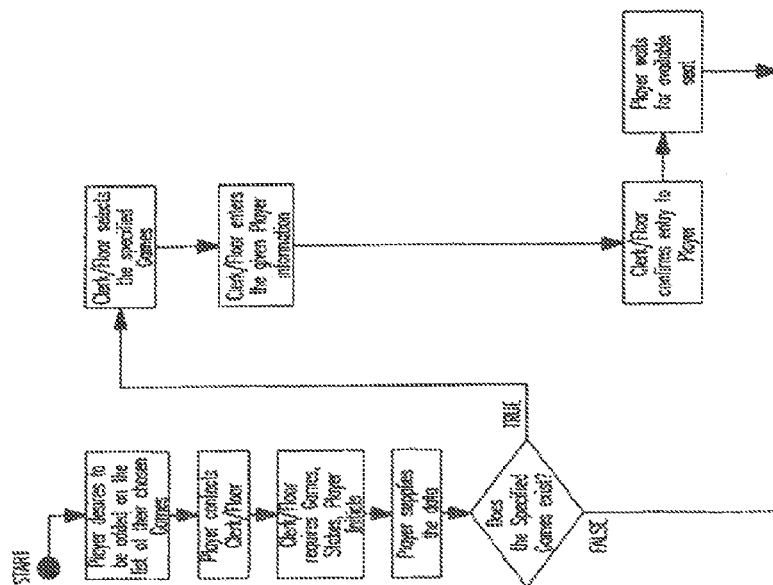 START
Player desires to
be added on the
list of their chosen
Games
Player contacts
Clerk/Floor
Clerk/Floor
requires Games,
Stakes, Player
Initials
Player supplies
the data
Does
the Specified
Games exist?
TRUE
FALSE
Clerk/Floor selects
the specified
Games
Clerk/Floor enters
the given Player
information
Clerk/Floor
confirms entry to
Player
Player waits
for available
seat